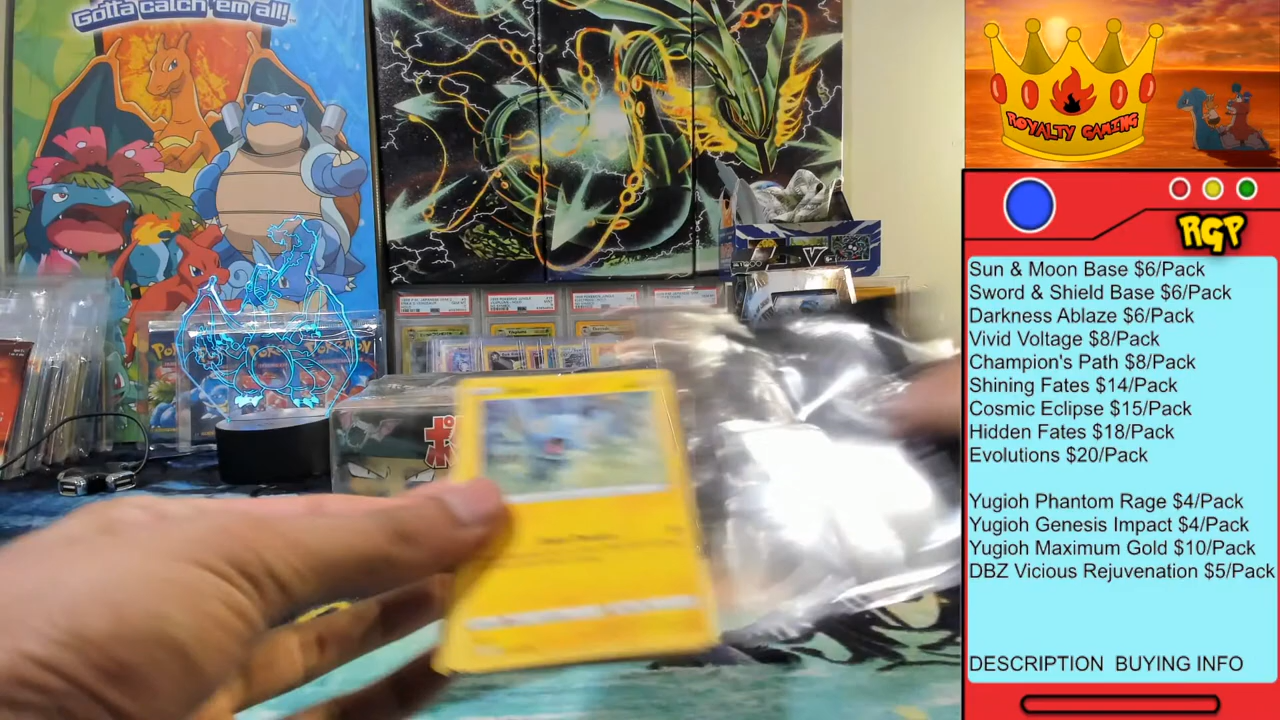 Gotta catch 'em all!
ROYALTY GAMING
RGP
Sun & Moon Base $6/Pack
Sword & Shield Base $6/Pack
Darkness Ablaze $6/Pack
Vivid Voltage $8/Pack
Champion's Path $8/Pack
Shining Fates $14/Pack
Cosmic Eclipse $15/Pack
Hidden Fates $18/Pack
Evolutions $20/Pack
Yugioh Phantom Rage $4/Pack
Yugioh Genesis Impact $4/Pack
Yugioh Maximum Gold $10/Pack
DBZ Vicious Rejuvenation $5/Pack
DESCRIPTION BUYING INFO
ポ